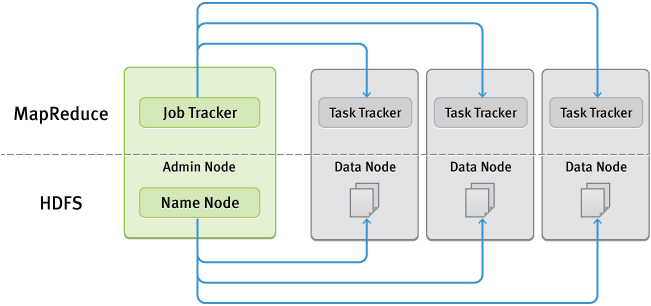 MapReduce
Job Tracker
Task Tracker
Task Tracker
Task Tracker
Admin Node
Data Node
Data Node
Data Node
HDFS
Name Node